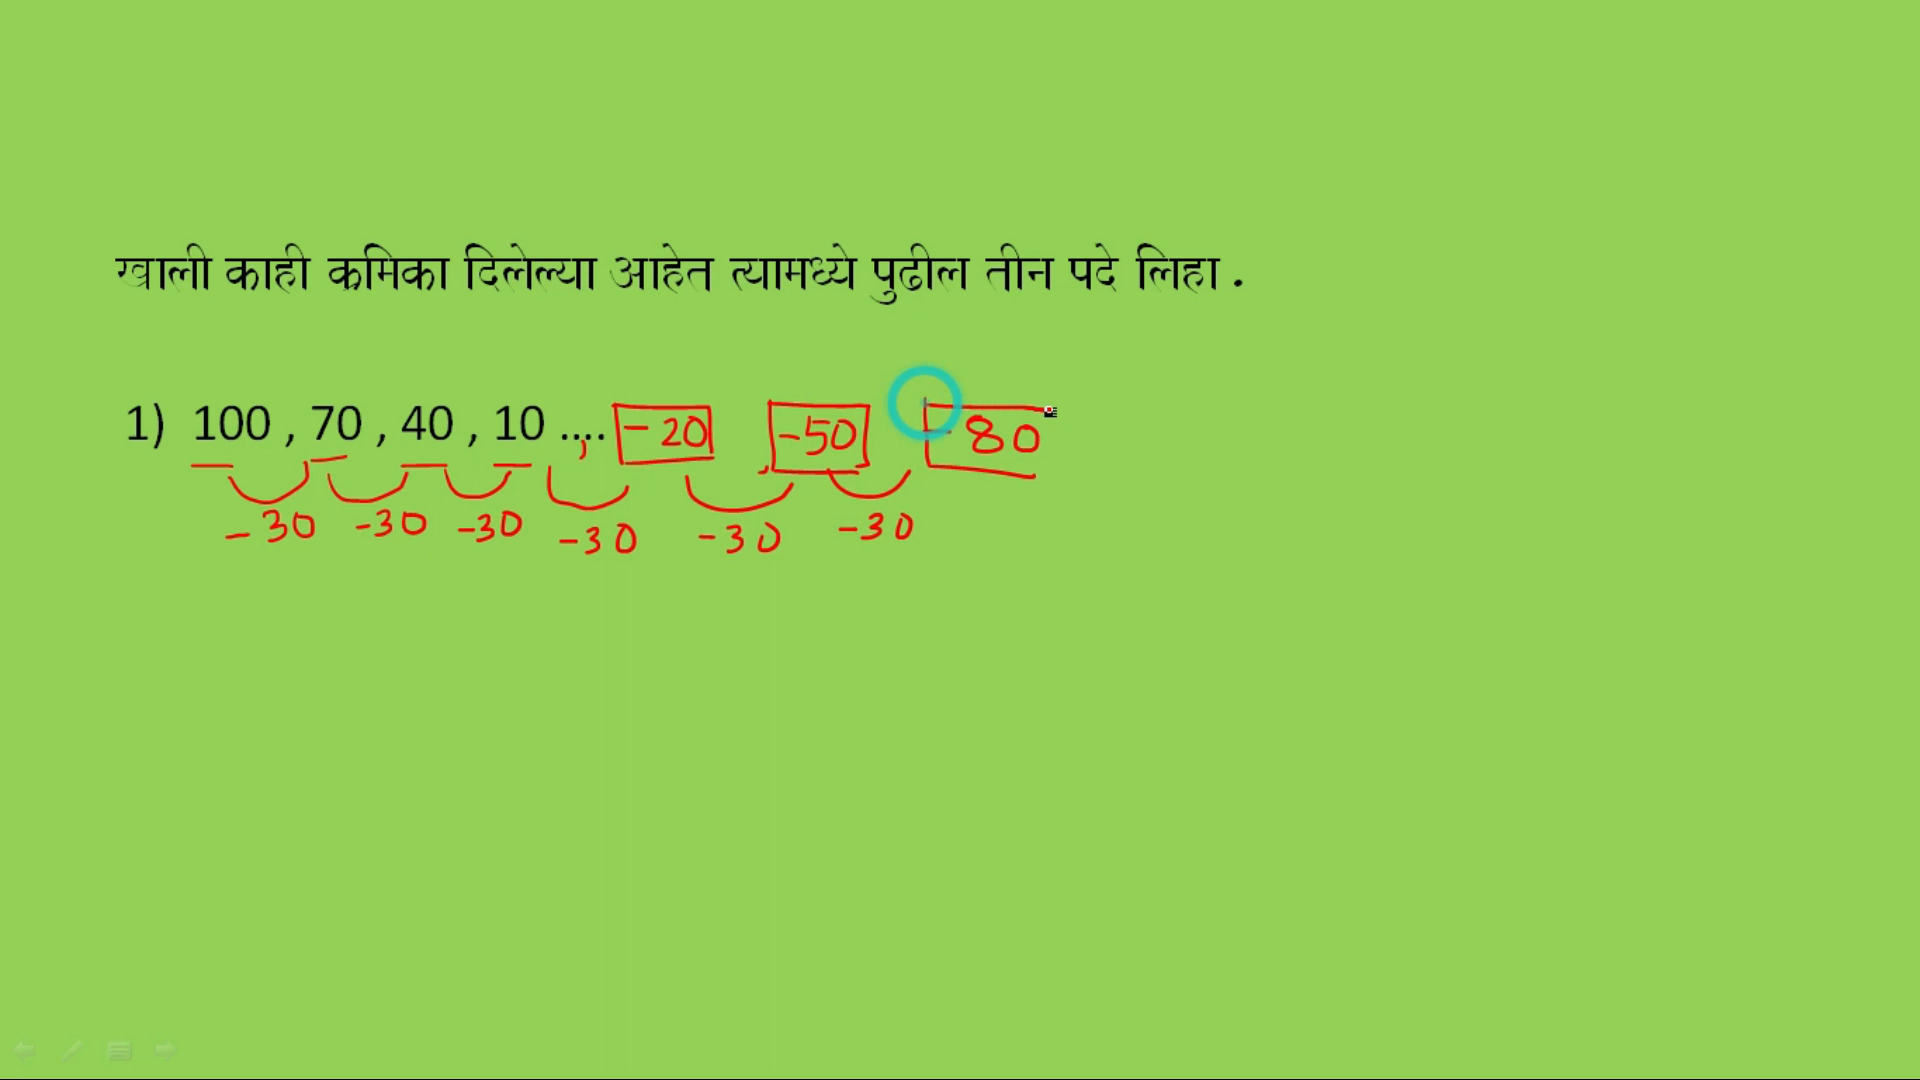 खाली काही क्रमिका दिलेल्या आहेत त्यामध्ये पुढील तीन पदे लिहा .
1) 100 , 70 , 40 , 10 ...., -20 , -50 -80
-30 -30 -30 -30 -30 -30